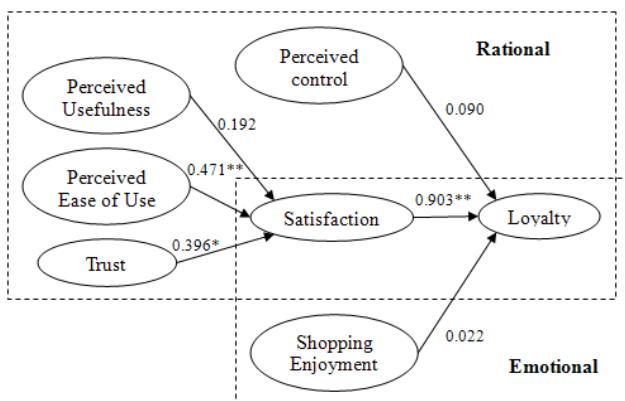 Perceived
control
Rational
Perceived
Usefulness
0.192
0.090
Perceived
Ease of Use
0.471**
Satisfaction
0.903**
Loyalty
Trust
0.396*
Shopping
Enjoyment
0.022
Emotional